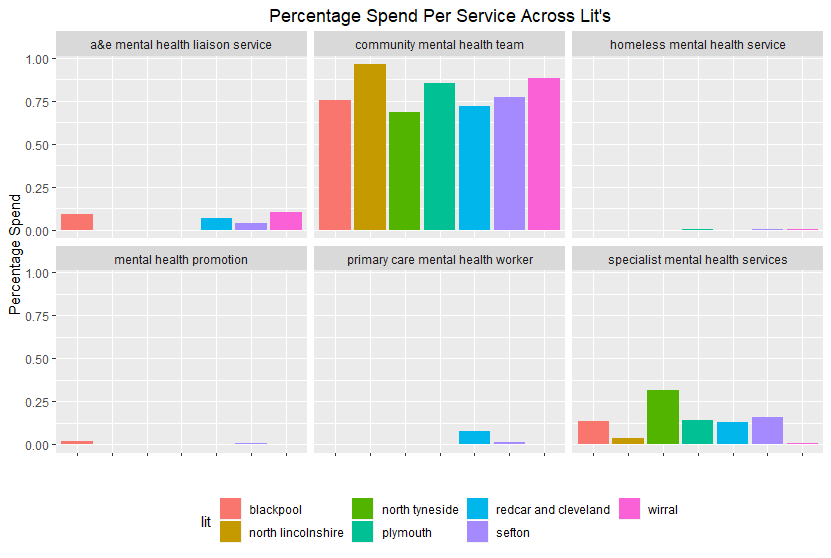 Percentage Spend Per Service Across Lit's
a&e mental health liaison service
community mental health team
homeless mental health service
1.00
0.75
0.50
0.25
0.00
Percentage Spend
mental health promotion
primary care mental health worker
specialist mental health services
1.00
0.75
0.50
0.25
0.00
lit
blackpool
north tyneside
redcar and cleveland
wirral
north lincolnshire
plymouth
sefton